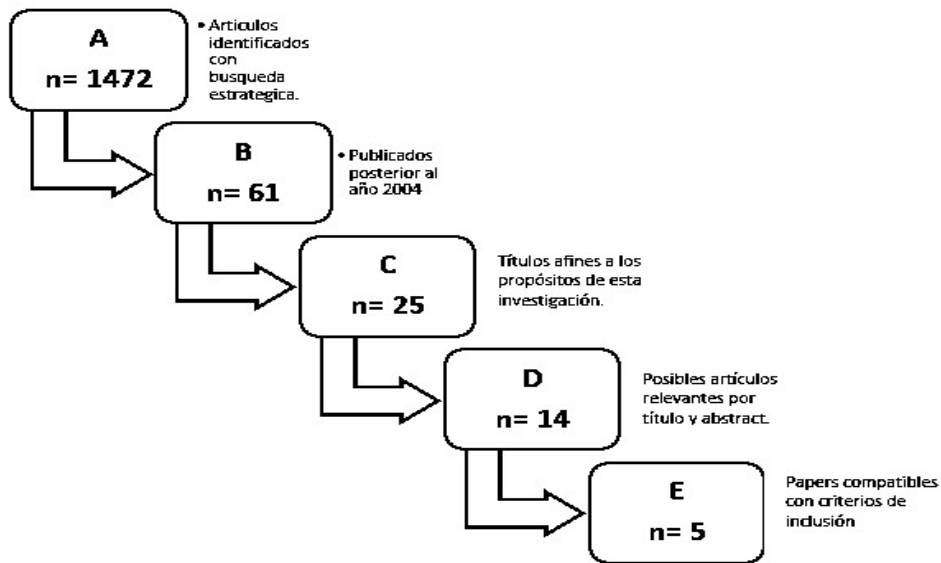 A
n= 1472
• Articulos
identificados
con
busqueda
estrategica.
B
n= 61
• Publicados
posterior al
año 2004
C
n= 25
Títulos afines a los
propósitos de esta
investigación.
D
n= 14
Posibles artículos
relevantes por
título y abstract.
E
n= 5
Papers compatibles
con criterios de
inclusión